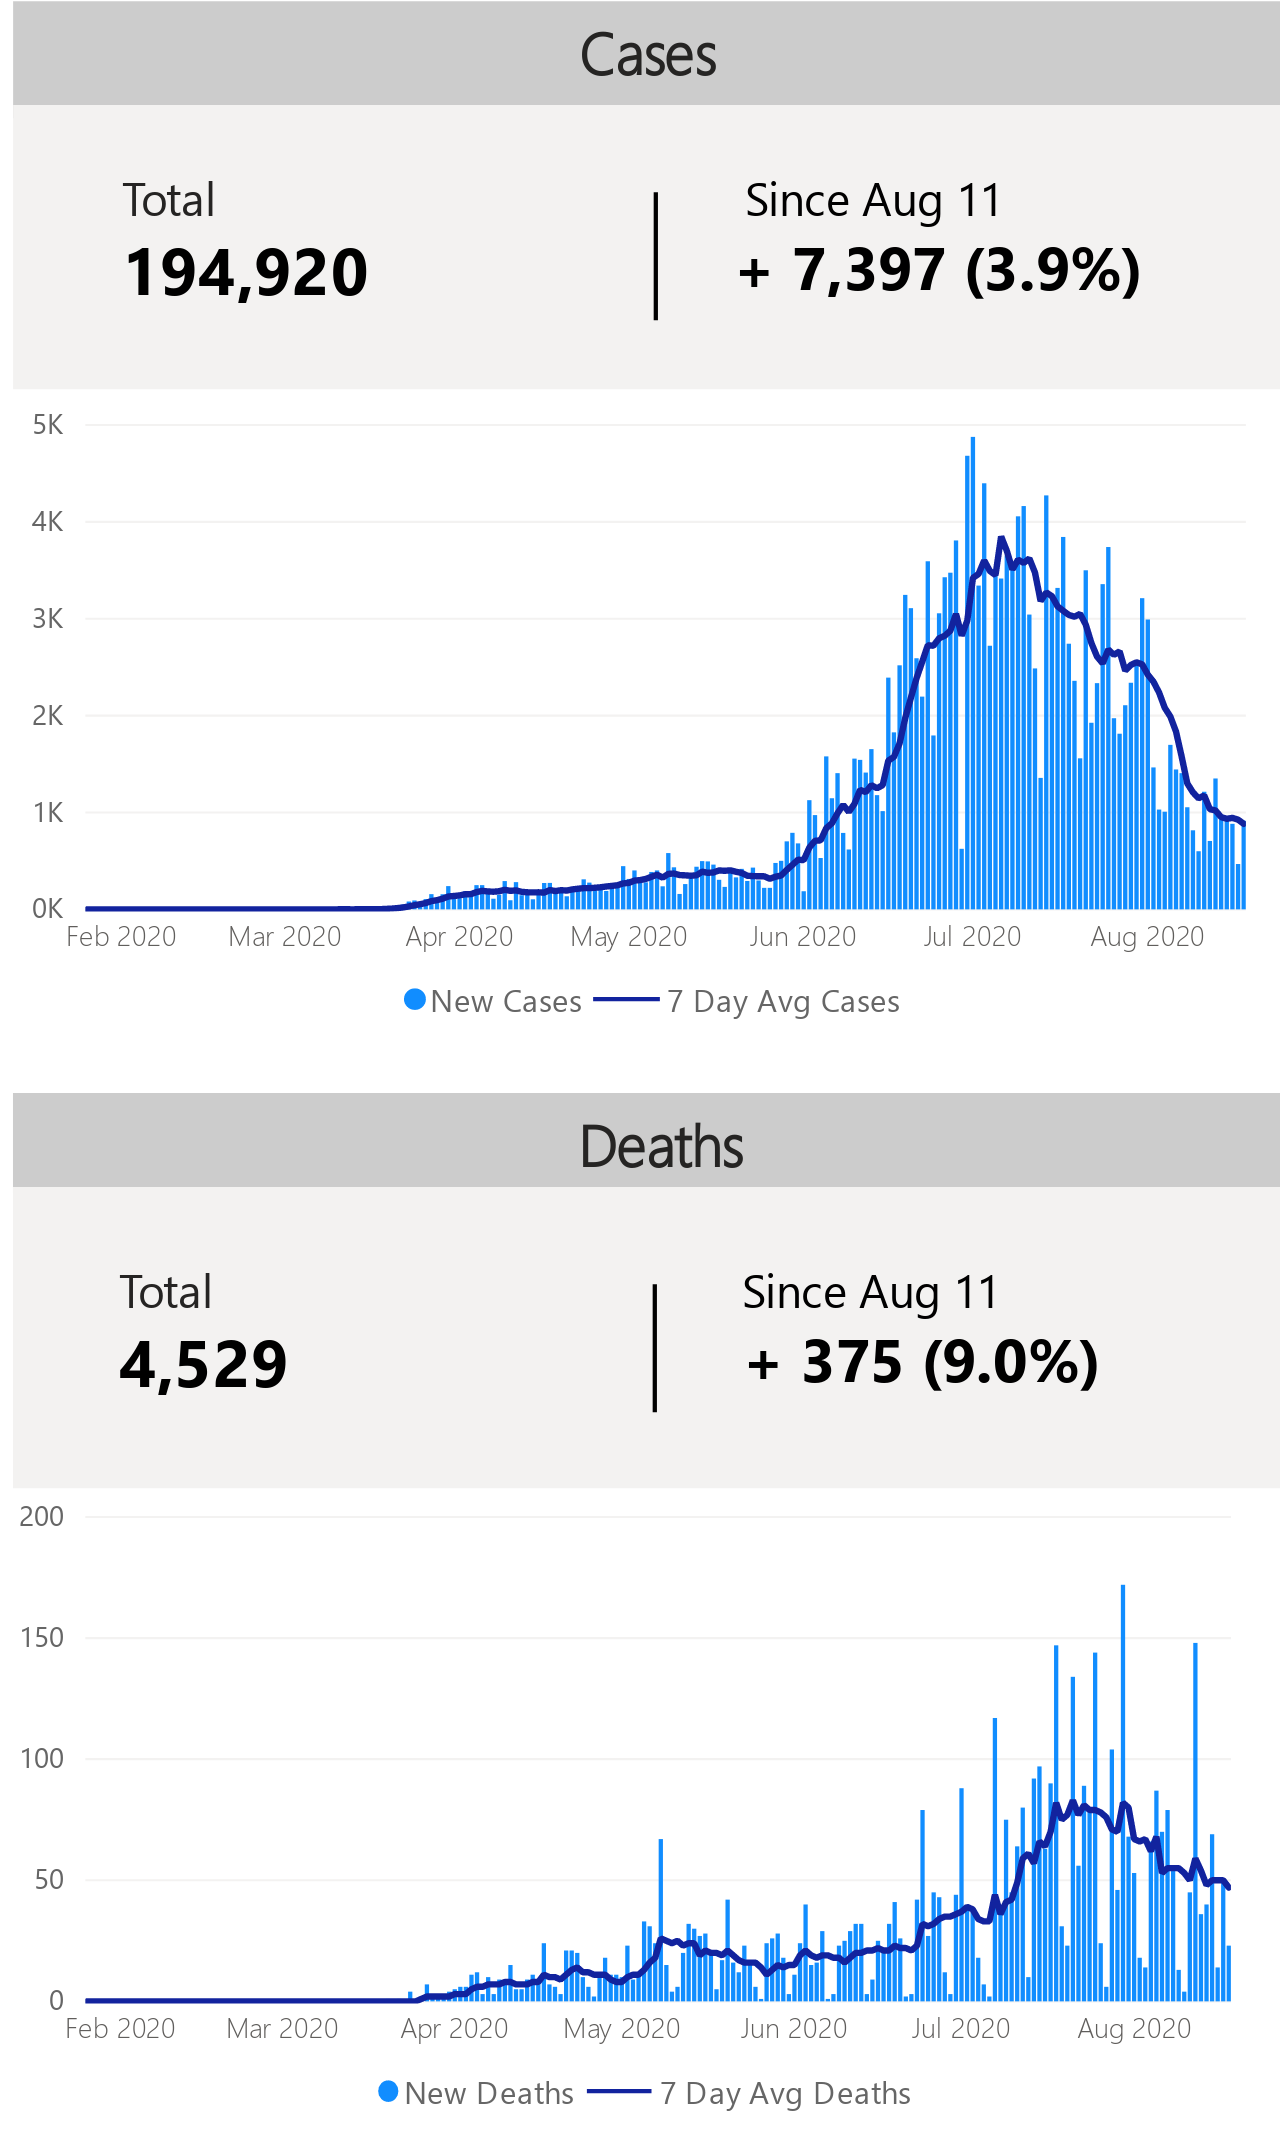 Cases
Total
Since Aug 11
194,920
+ 7,397 (3.9%)
5K
4K
3K
2K
1K
0K
Feb 2020 Mar 2020 Apr 2020 May 2020 Jun 2020 Jul 2020 Aug 2020
New Cases 7 Day Avg Cases
Deaths
Total
Since Aug 11
4,529
+ 375 (9.0%)
200
150
100
50
0
Feb 2020 Mar 2020 Apr 2020 May 2020 Jun 2020 Jul 2020 Aug 2020
New Deaths 7 Day Avg Deaths